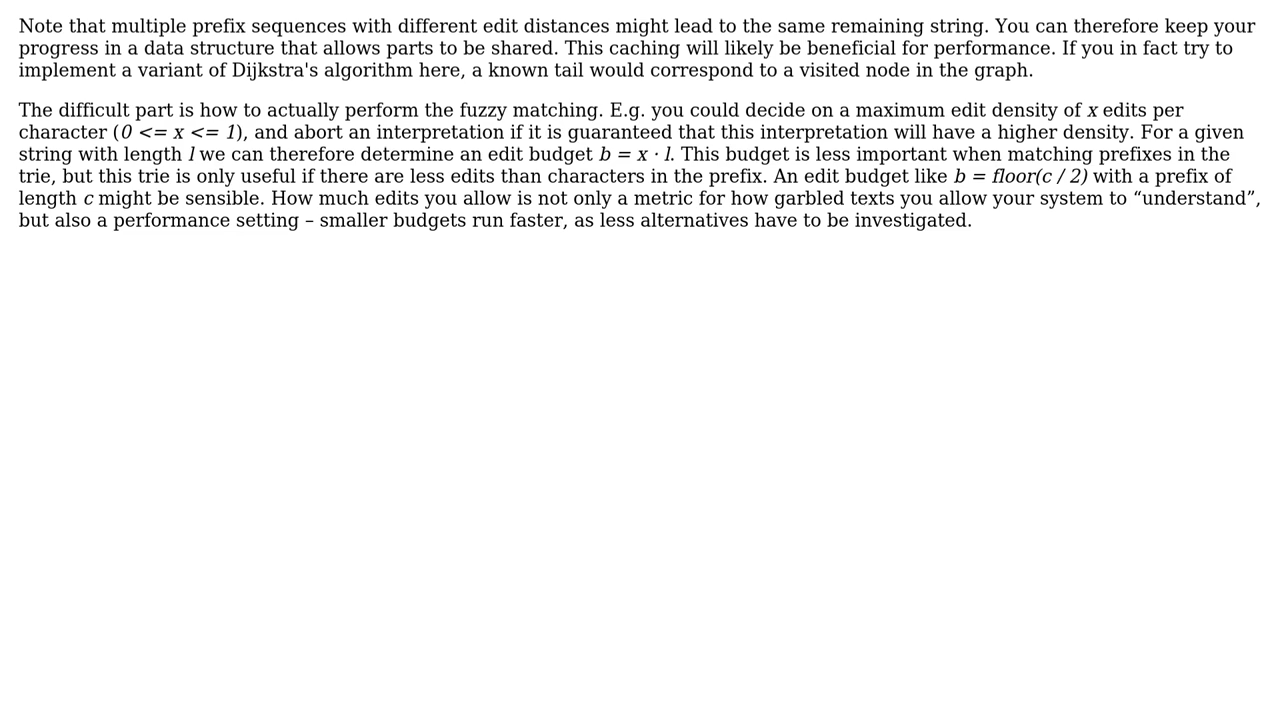 Note that multiple prefix sequences with different edit distances might lead to the same remaining string. You can therefore keep your
progress in a data structure that allows parts to be shared. This caching will likely be beneficial for performance. If you in fact try to
implement a variant of Dijkstra's algorithm here, a known tail would correspond to a visited node in the graph.
The difficult part is how to actually perform the fuzzy matching. E.g. you could decide on a maximum edit density of x edits per
character (0 <= x <= 1), and abort an interpretation if it is guaranteed that this interpretation will have a higher density. For a given
string with length l we can therefore determine an edit budget b = x · l. This budget is less important when matching prefixes in the
trie, but this trie is only useful if there are less edits than characters in the prefix. An edit budget like b = floor(c / 2) with a prefix of
length c might be sensible. How much edits you allow is not only a metric for how garbled texts you allow your system to “understand”,
but also a performance setting – smaller budgets run faster, as less alternatives have to be investigated.